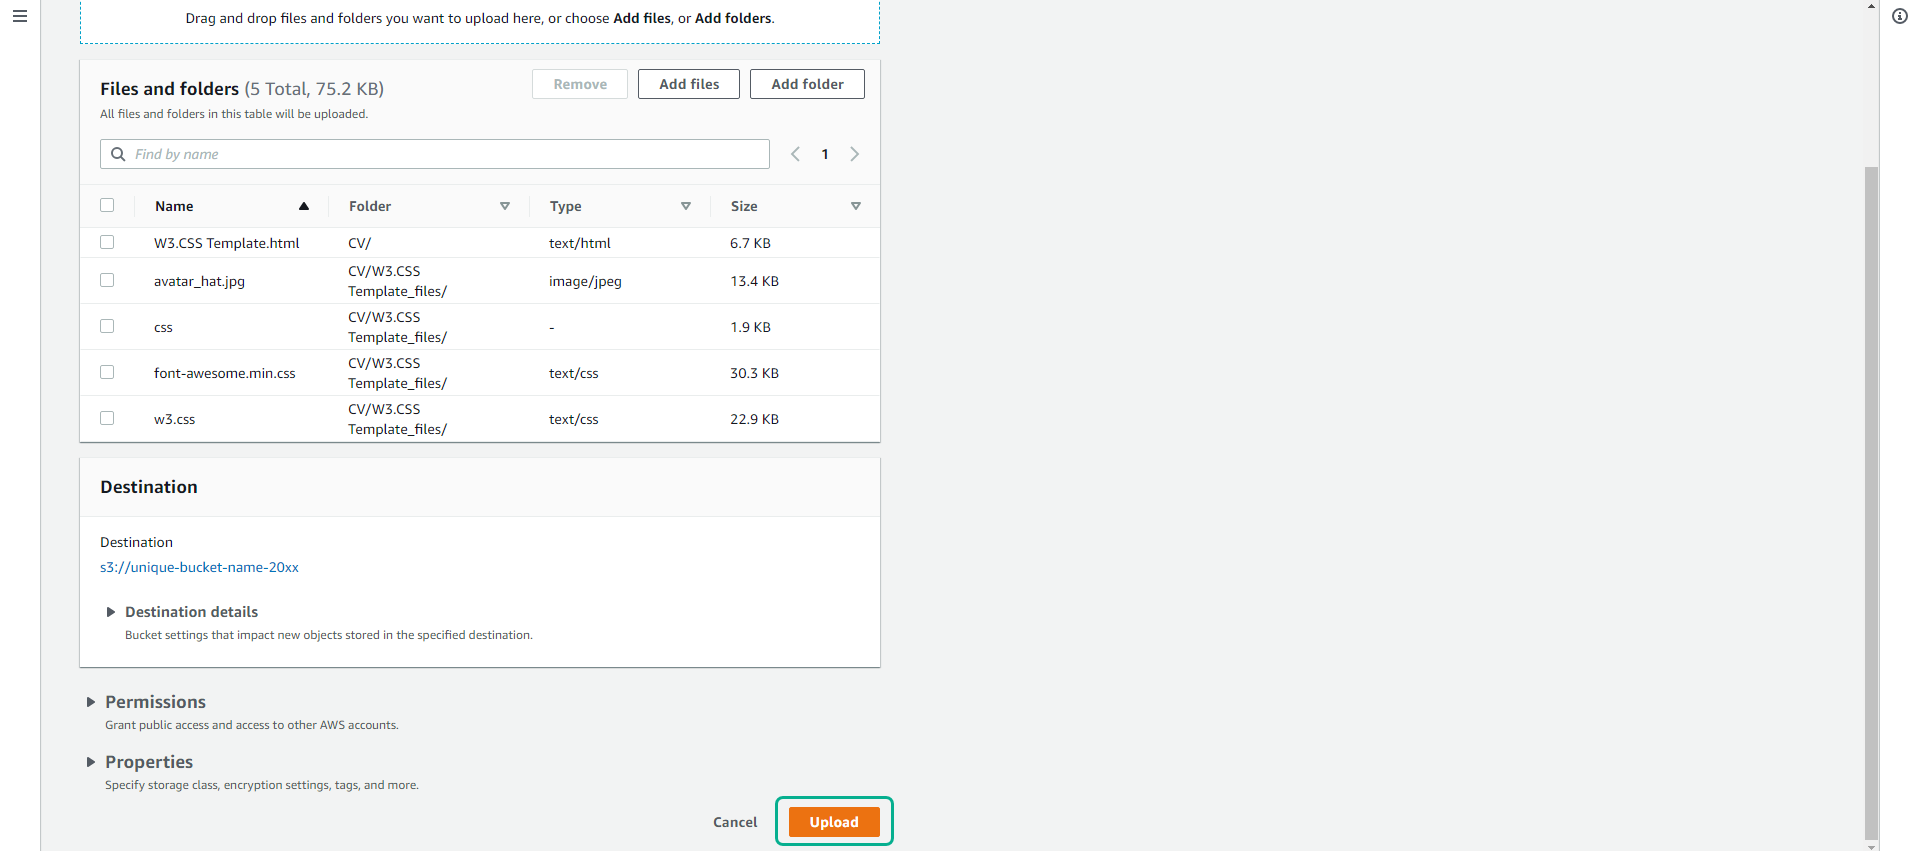 Drag and drop files and folders you want to upload here, or choose Add files, or Add folders.
Files and folders (5 Total, 75.2 KB)
Remove
Add files
Add folder
All files and folders in this table will be uploaded.
Find by name
1
Name Folder Type Size
W3.CSS Template.html CV/ text/html 6.7 KB
avatar_hat.jpg CV/W3.CSS Template_files/ image/jpeg 13.4 KB
css CV/W3.CSS Template_files/ - 1.9 KB
font-awesome.min.css CV/W3.CSS Template_files/ text/css 30.3 KB
w3.css CV/W3.CSS Template_files/ text/css 22.9 KB
Destination
Destination
s3://unique-bucket-name-20xx
Destination details
Bucket settings that impact new objects stored in the specified destination.
Permissions
Grant public access and access to other AWS accounts.
Properties
Specify storage class, encryption settings, tags, and more.
Cancel
Upload